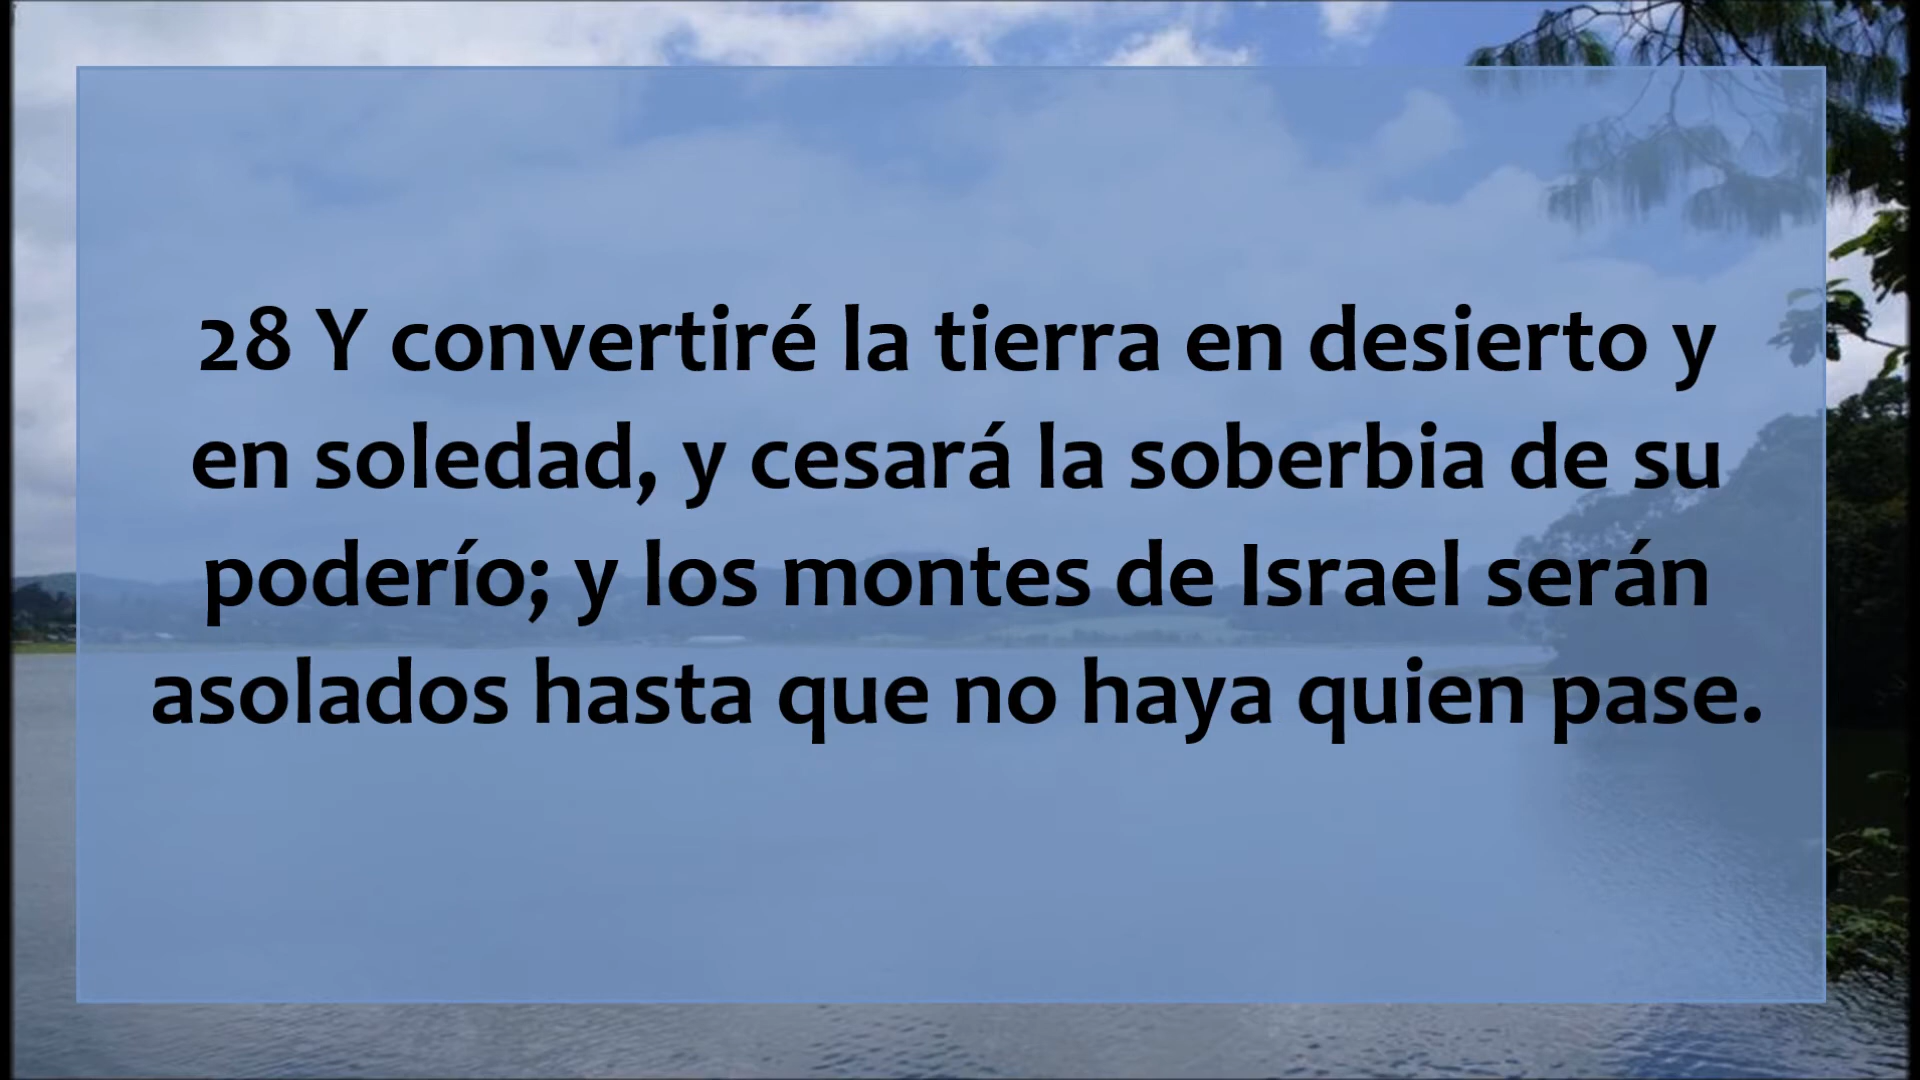 28 Y convertiré la tierra en desierto y
en soledad, y cesará la soberbia de su
poderío; y los montes de Israel serán
asolados hasta que no haya quien pase.